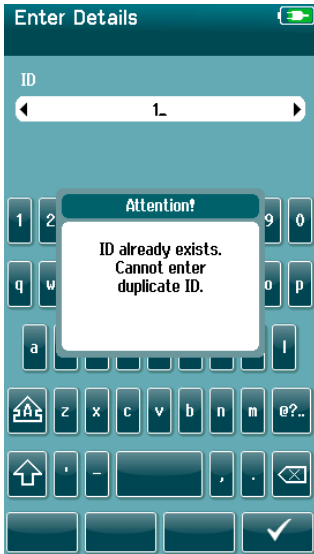 Enter Details
ID
1_
Attention!
ID already exists.
Cannot enter
duplicate ID.
1 2 9 0
q w o p
a l
A z x c v b n m @?..
' - , .